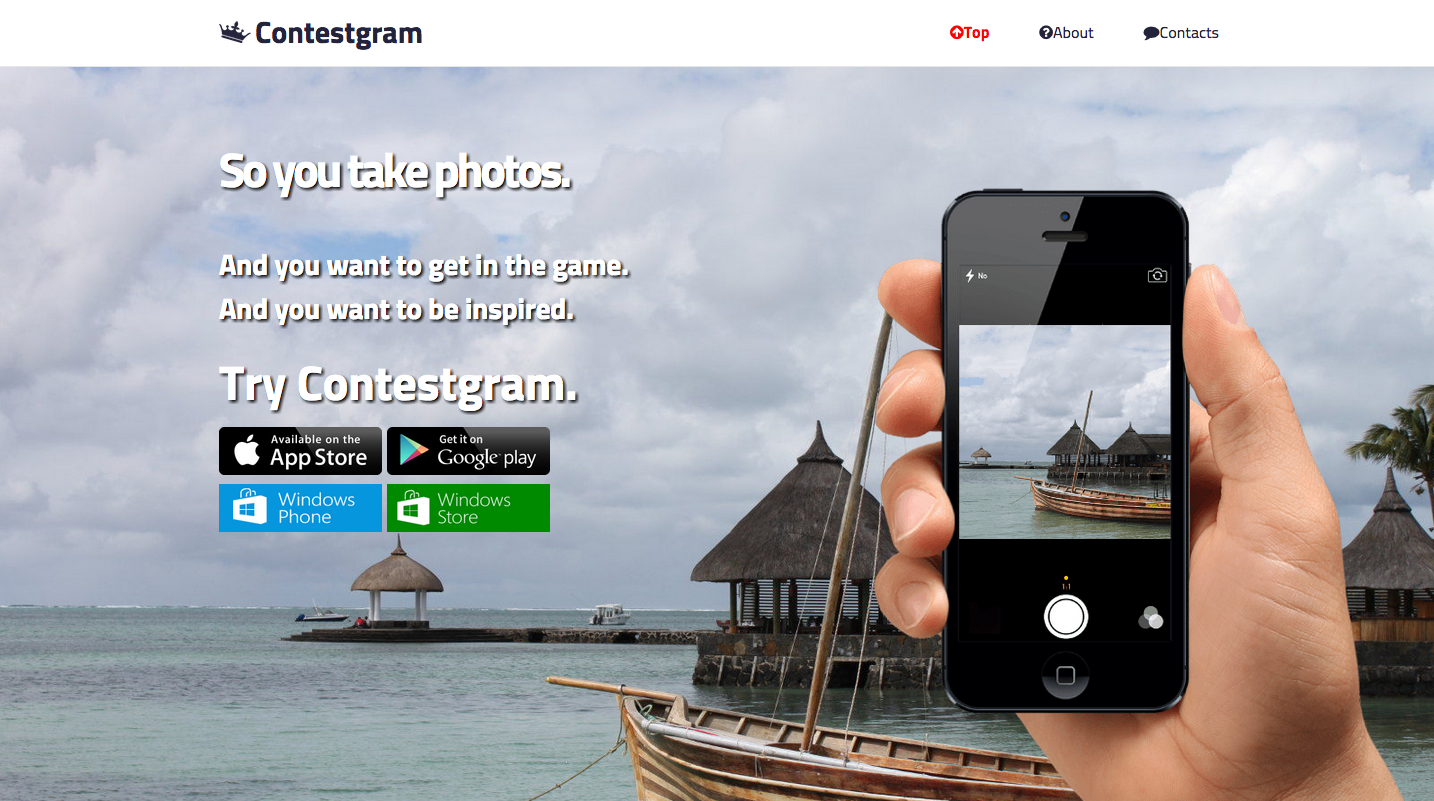 Contestgram
Top
About
Contacts
So you take photos.
And you want to get in the game.
And you want to be inspired.
Try Contestgram.
Available on the
App Store
Get it on
Google play
Windows
Phone
Windows
Store
No
1:1